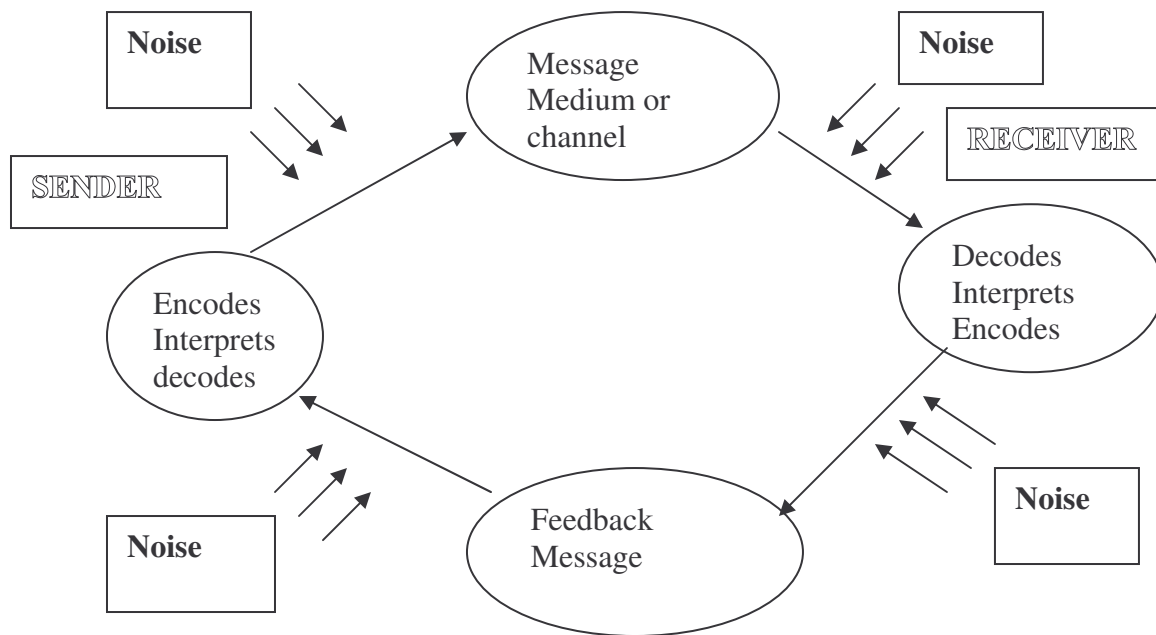 Noise
Message
Medium or
channel
Noise
RECEIVER
SENDER
Encodes
Interprets
decodes
Decodes
Interprets
Encodes
Noise
Feedback
Message
Noise